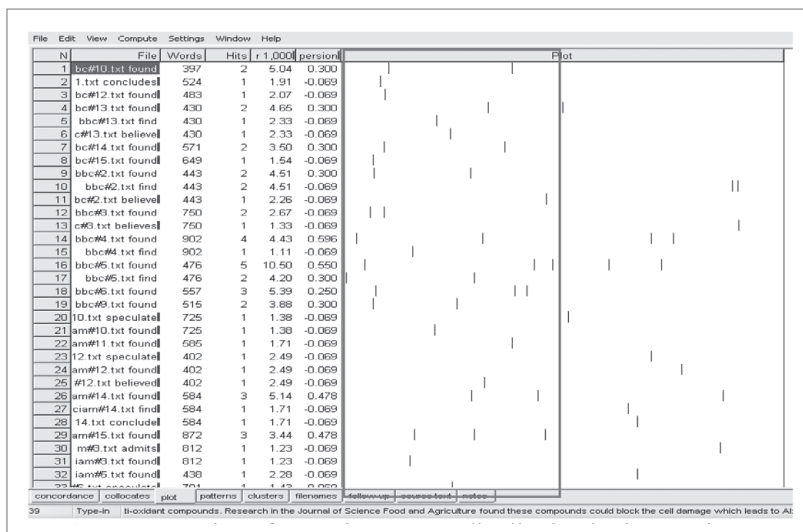 File Edit View Compute Settings Window Help
N File Words Hits r 1,000 persion Plot
1 bc#10.txt found 397 2 5.04 0.300
2 1.txt concludes 524 1 1.91 -0.069
3 bc#12.txt found 483 1 2.07 -0.069
4 bc#13.txt found 430 2 4.65 0.300
5 bbc#13.txt find 430 1 2.33 -0.069
6 c#13.txt believe 430 1 2.33 -0.069
7 bc#14.txt found 571 2 3.50 0.300
8 bc#15.txt found 649 1 1.54 -0.069
9 bbc#2.txt found 443 2 4.51 0.300
10 bbc#2.txt find 443 2 4.51 -0.069
11 bc#2.txt believe 443 1 2.26 -0.069
12 bbc#3.txt found 750 2 2.67 -0.069
13 c#3.txt believes 750 1 1.33 -0.069
14 bbc#4.txt found 902 4 4.43 0.596
15 bbc#4.txt find 902 1 1.11 -0.069
16 bbc#5.txt found 476 5 10.50 0.550
17 bbc#5.txt find 476 2 4.20 0.300
18 bbc#6.txt found 557 3 5.39 0.250
19 bbc#9.txt found 515 2 3.88 0.300
20 10.txt speculate 725 1 1.38 -0.069
21 am#10.txt found 725 1 1.38 -0.069
22 am#11.txt found 585 1 1.71 -0.069
23 12.txt speculate 402 1 2.49 -0.069
24 am#12.txt found 402 1 2.49 -0.069
25 #12.txt believed 402 1 2.49 -0.069
26 am#14.txt found 584 3 5.14 0.478
27 ciam#14.txt find 584 1 1.71 -0.069
28 14.txt conclude 584 1 1.71 -0.069
29 am#15.txt found 872 3 3.44 0.478
30 m#3.txt admits 812 1 1.23 -0.069
31 iam#3.txt found 812 1 1.23 -0.069
32 iam#5.txt found 438 1 2.28 -0.069
concordance collocates plot patterns clusters filenames follow-up source text notes
39 Type-in ti-oxidant compounds. Research in the Journal of Science Food and Agriculture found these compounds could block the cell damage which leads to Al